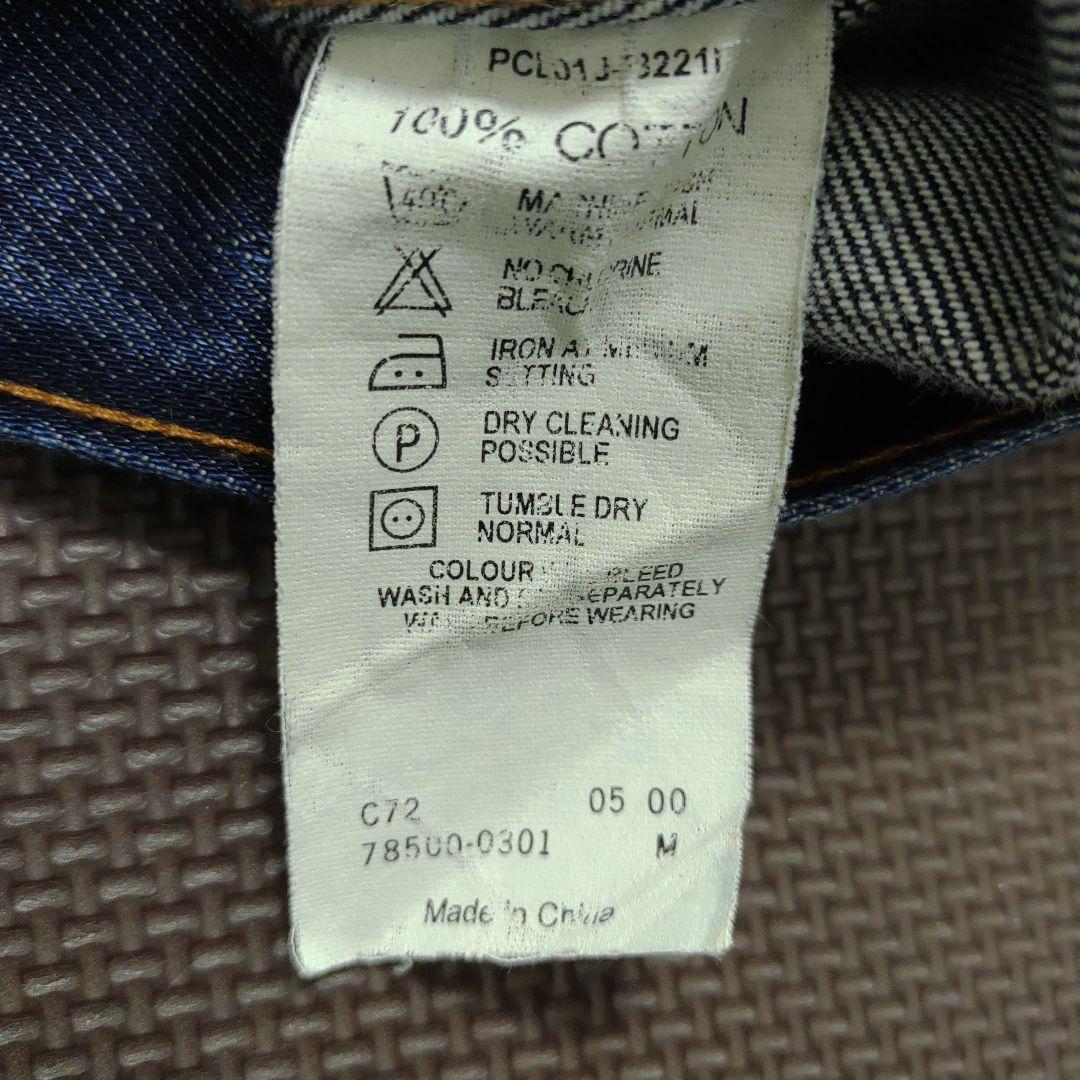 100% COTTON
40°C
NO CHLORINE
BLEACH
IRON AT MEDIUM
SETTING
P
DRY CLEANING
POSSIBLE
TUMBLE DRY
NORMAL
COLOUR BLEED
WASH AND SEPARATELY
BEFORE WEARING
C72 05 00
78500-0301 M
Made in China